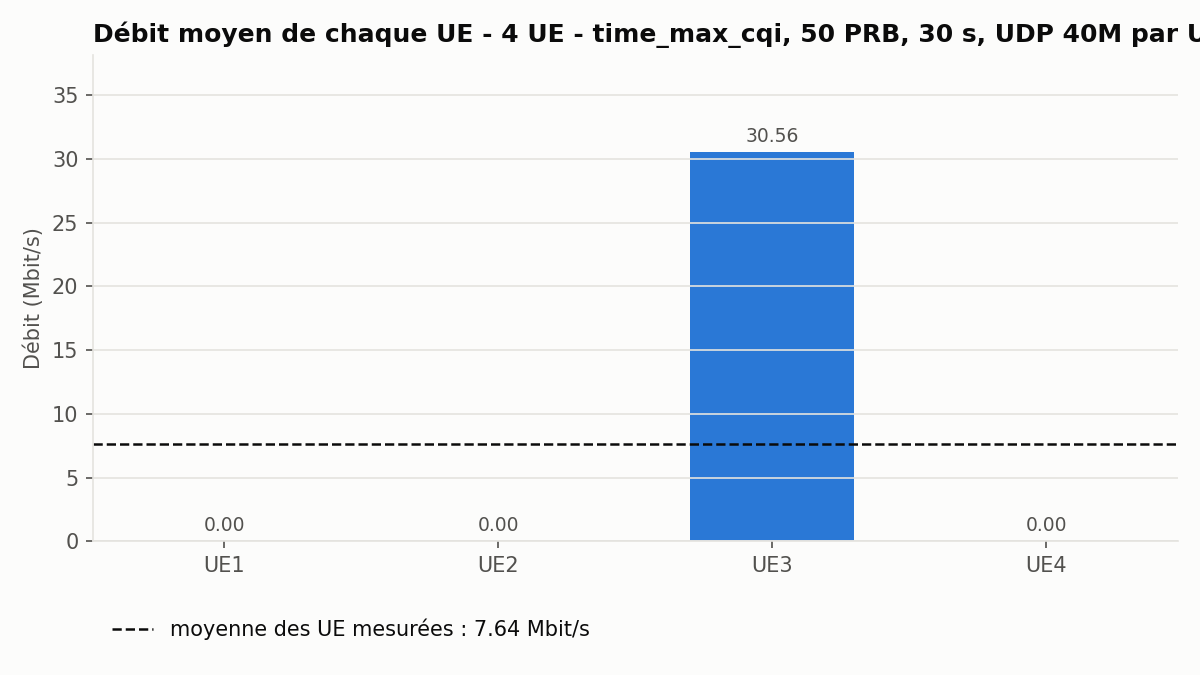 Débit moyen de chaque UE - 4 UE - time_max_cqi, 50 PRB, 30 s, UDP 40M par U
Débit (Mbit/s)
35
30
25
20
15
10
5
0
30.56
0.00
0.00
0.00
UE1
UE2
UE3
UE4
moyenne des UE mesurées : 7.64 Mbit/s